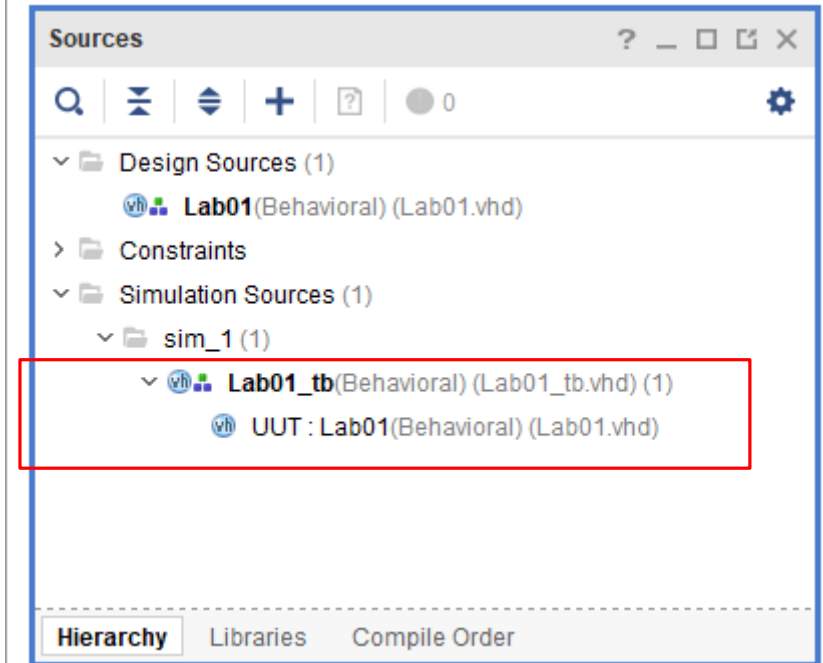 Sources
0
Design Sources (1)
Lab01(Behavioral) (Lab01.vhd)
Constraints
Simulation Sources (1)
sim_1 (1)
Lab01_tb(Behavioral) (Lab01_tb.vhd) (1)
UUT : Lab01(Behavioral) (Lab01.vhd)
Hierarchy Libraries Compile Order